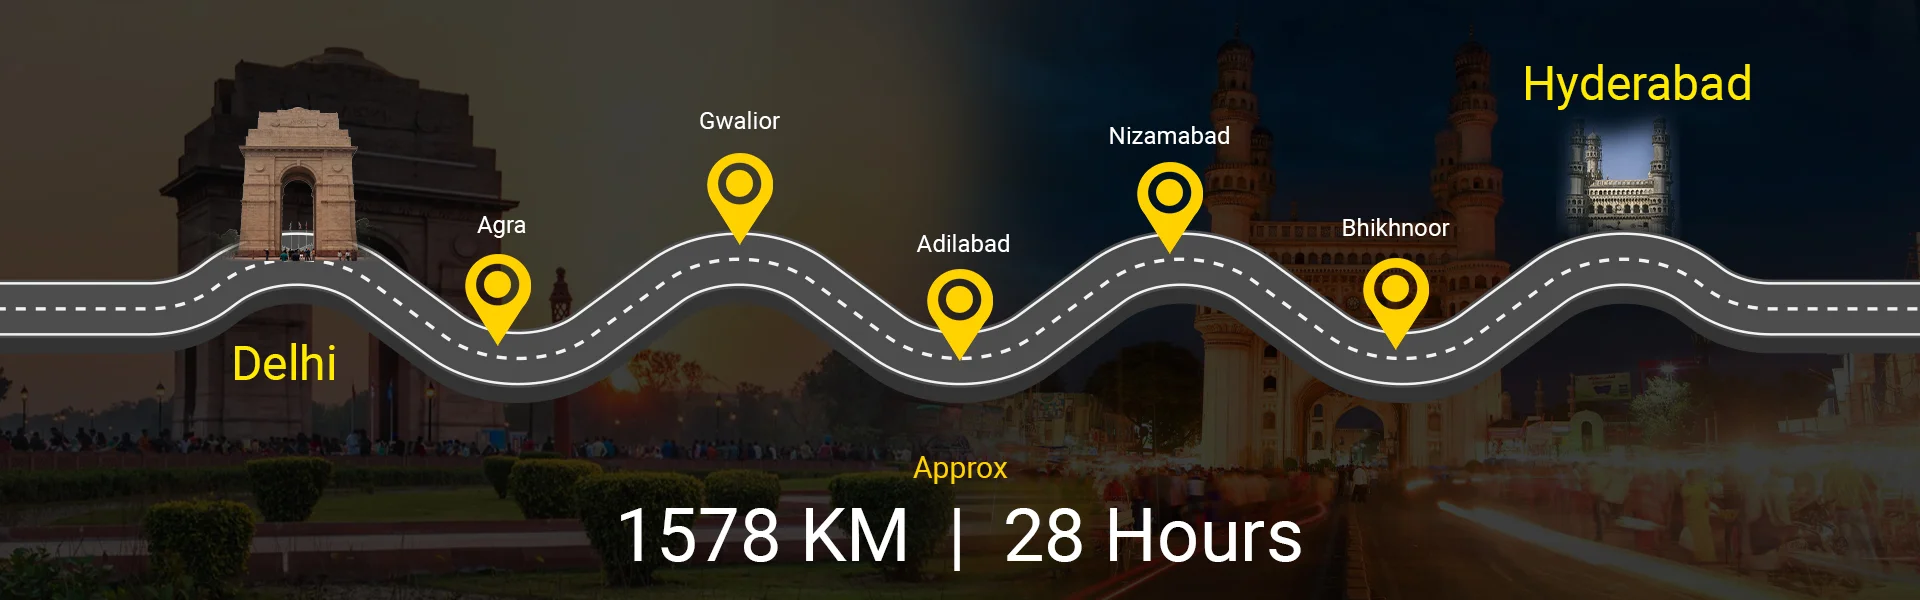 Hyderabad
Gwalior
Nizamabad
Agra
Bhikhnoor
Adilabad
Delhi
Approx
1578 KM | 28 Hours